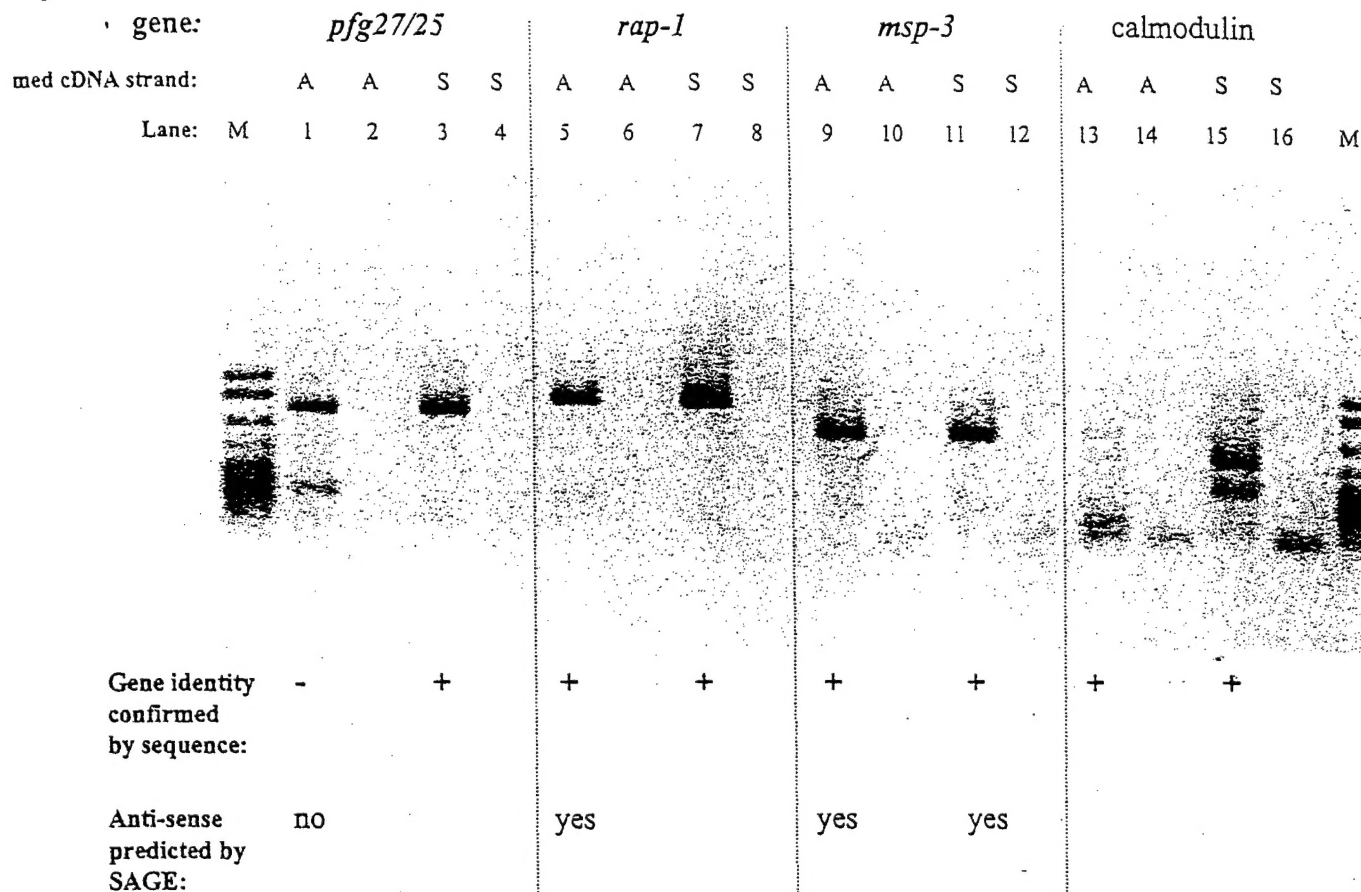 gene: pfg27/25 rap-1 msp-3 calmodulin
med cDNA strand: A A S S A A S S A A S S A A S S
Lane: M 1 2 3 4 5 6 7 8 9 10 11 12 13 14 15 16 M
Gene identity - + + + + + + +
confirmed
by sequence:
Anti-sense no yes yes yes
predicted by
SAGE: